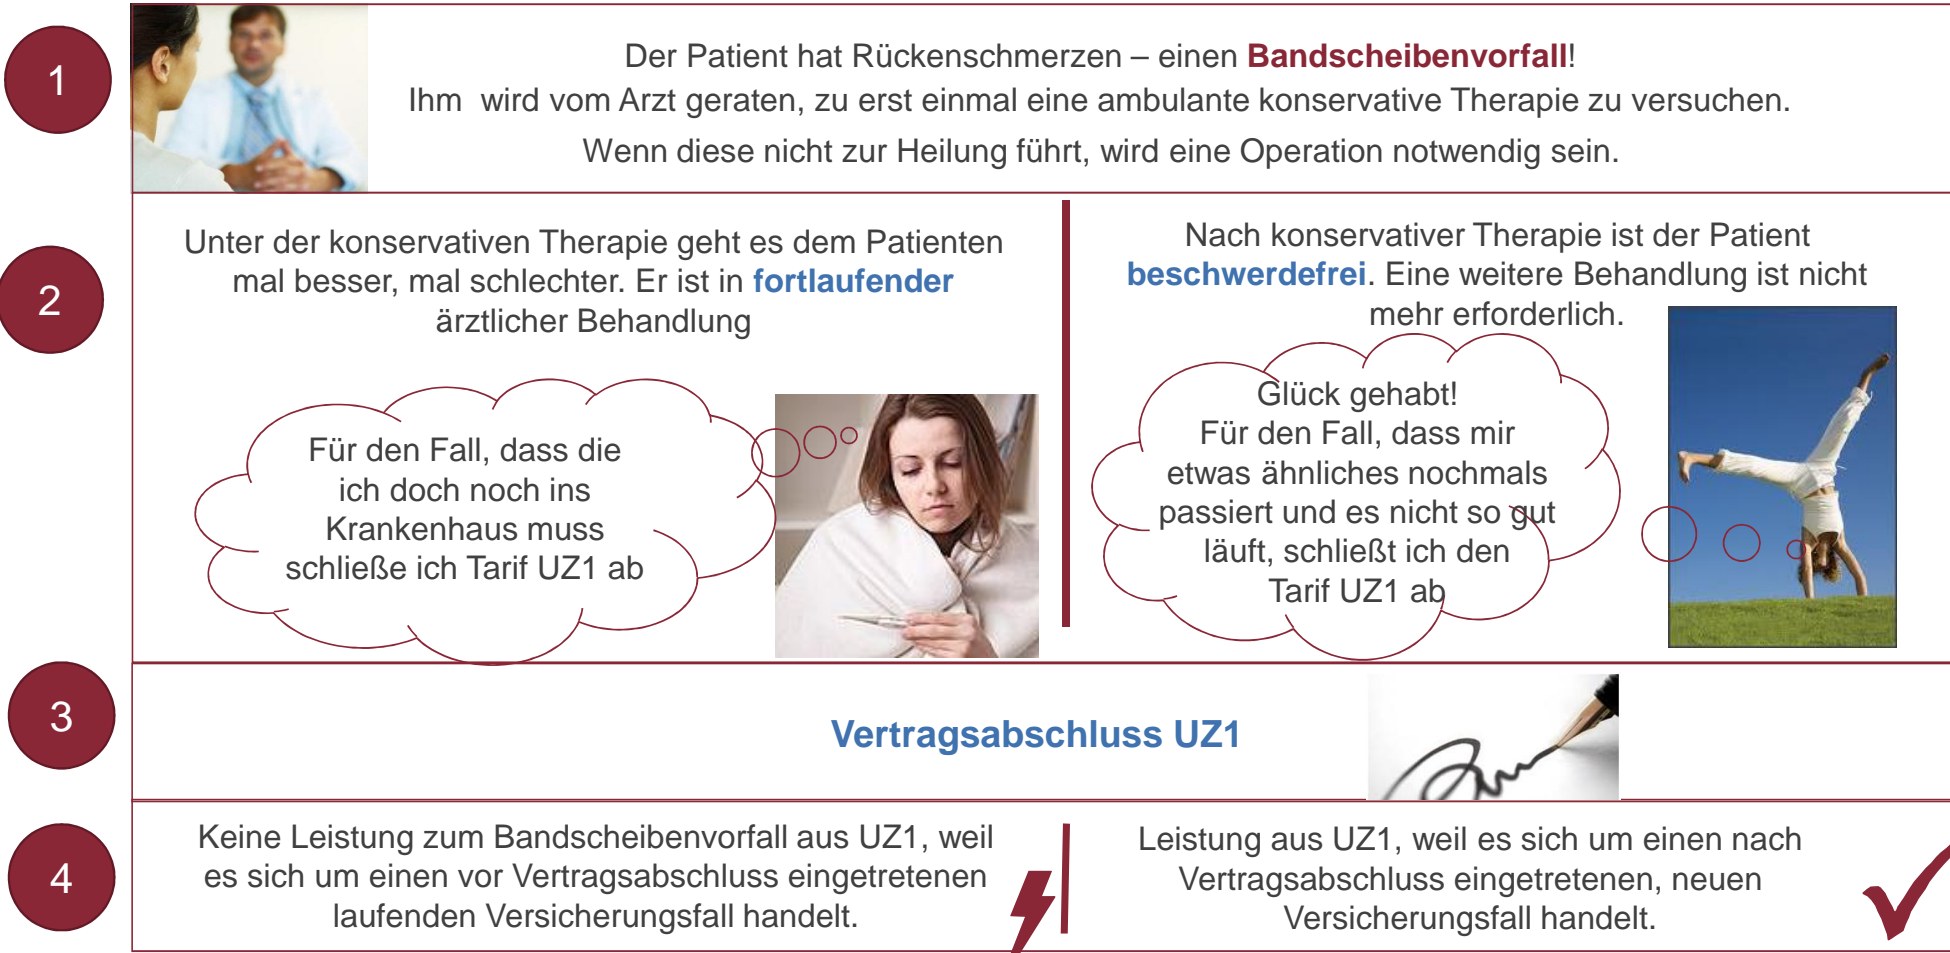 1
Der Patient hat Rückenschmerzen – einen Bandscheibenvorfall!
Ihm wird vom Arzt geraten, zu erst einmal eine ambulante konservative Therapie zu versuchen.
Wenn diese nicht zur Heilung führt, wird eine Operation notwendig sein.
2
Unter der konservativen Therapie geht es dem Patienten
mal besser, mal schlechter. Er ist in fortlaufender
ärztlicher Behandlung
Für den Fall, dass die
ich doch noch ins
Krankenhaus muss
schließe ich Tarif UZ1 ab
Nach konservativer Therapie ist der Patient
beschwerdefrei. Eine weitere Behandlung ist nicht
mehr erforderlich.
Glück gehabt!
Für den Fall, dass mir
etwas ähnliches nochmals
passiert und es nicht so gut
läuft, schließt ich den
Tarif UZ1 ab
3
Vertragsabschluss UZ1
4
Keine Leistung zum Bandscheibenvorfall aus UZ1, weil
es sich um einen vor Vertragsabschluss eingetretenen
laufenden Versicherungsfall handelt.
Leistung aus UZ1, weil es sich um einen nach
Vertragsabschluss eingetretenen, neuen
Versicherungsfall handelt.